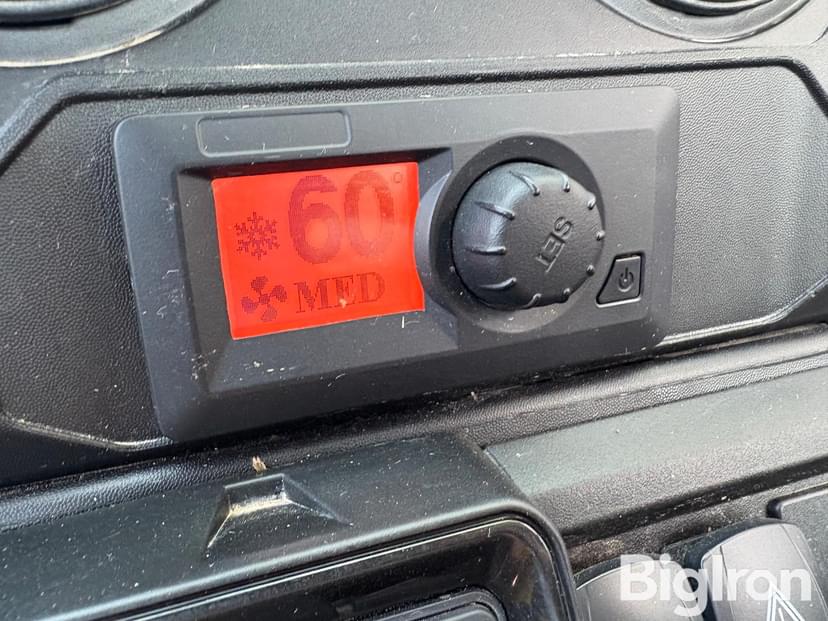 60°
MED
SET
BigIron